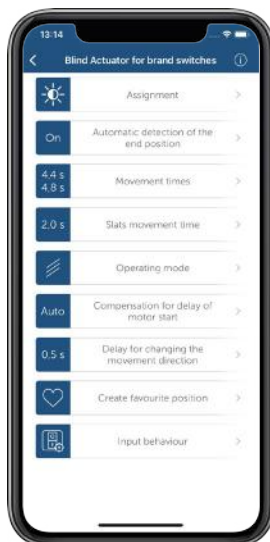 13:14
Blind Actuator for brand switches
Assignment
On
Automatic detection of the
end position
4,4 s
4,8 s
Movement times
2,0 s
Slats movement time
Operating mode
Auto
Compensation for delay of
motor start
0,5 s
Delay for changing the
movement direction
Create favourite position
Input behaviour